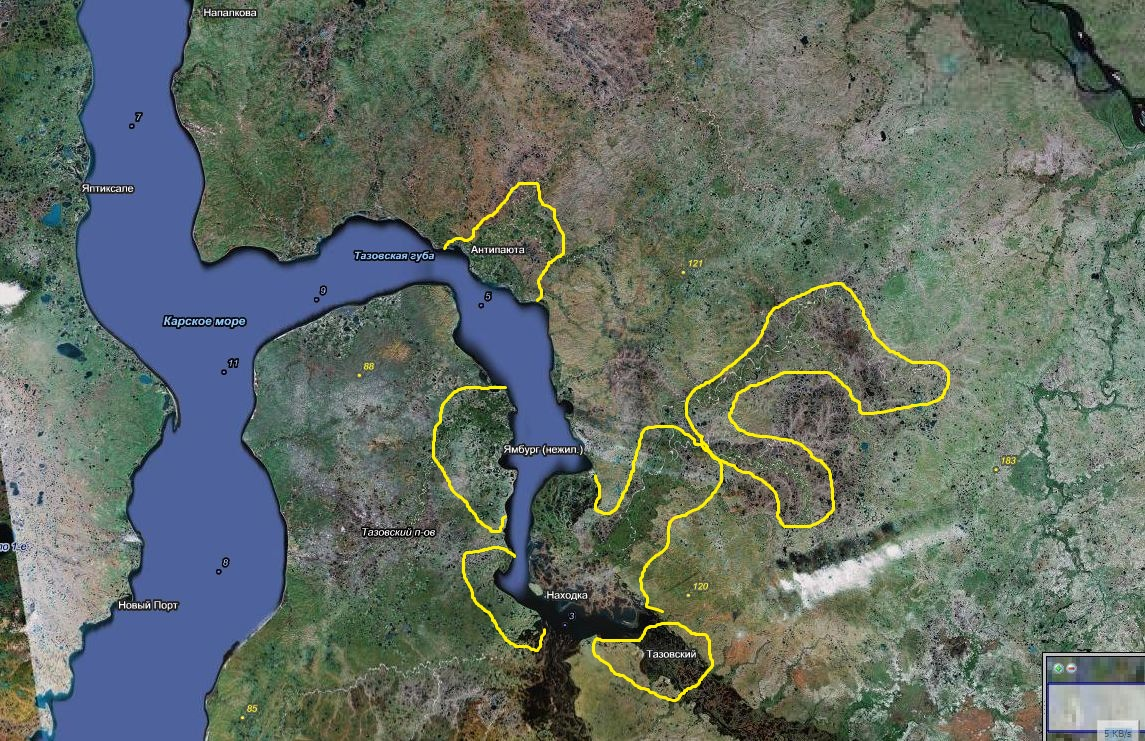 Напалкова
7
Яптиксале
Антипаюта
Тазовская губа
121
5
9
Карское море
11
88
Ямбург (нежил.)
183
Тазовский п-ов
8
120
Находка
Новый Порт
3
Тазовский
85
5 KB/s